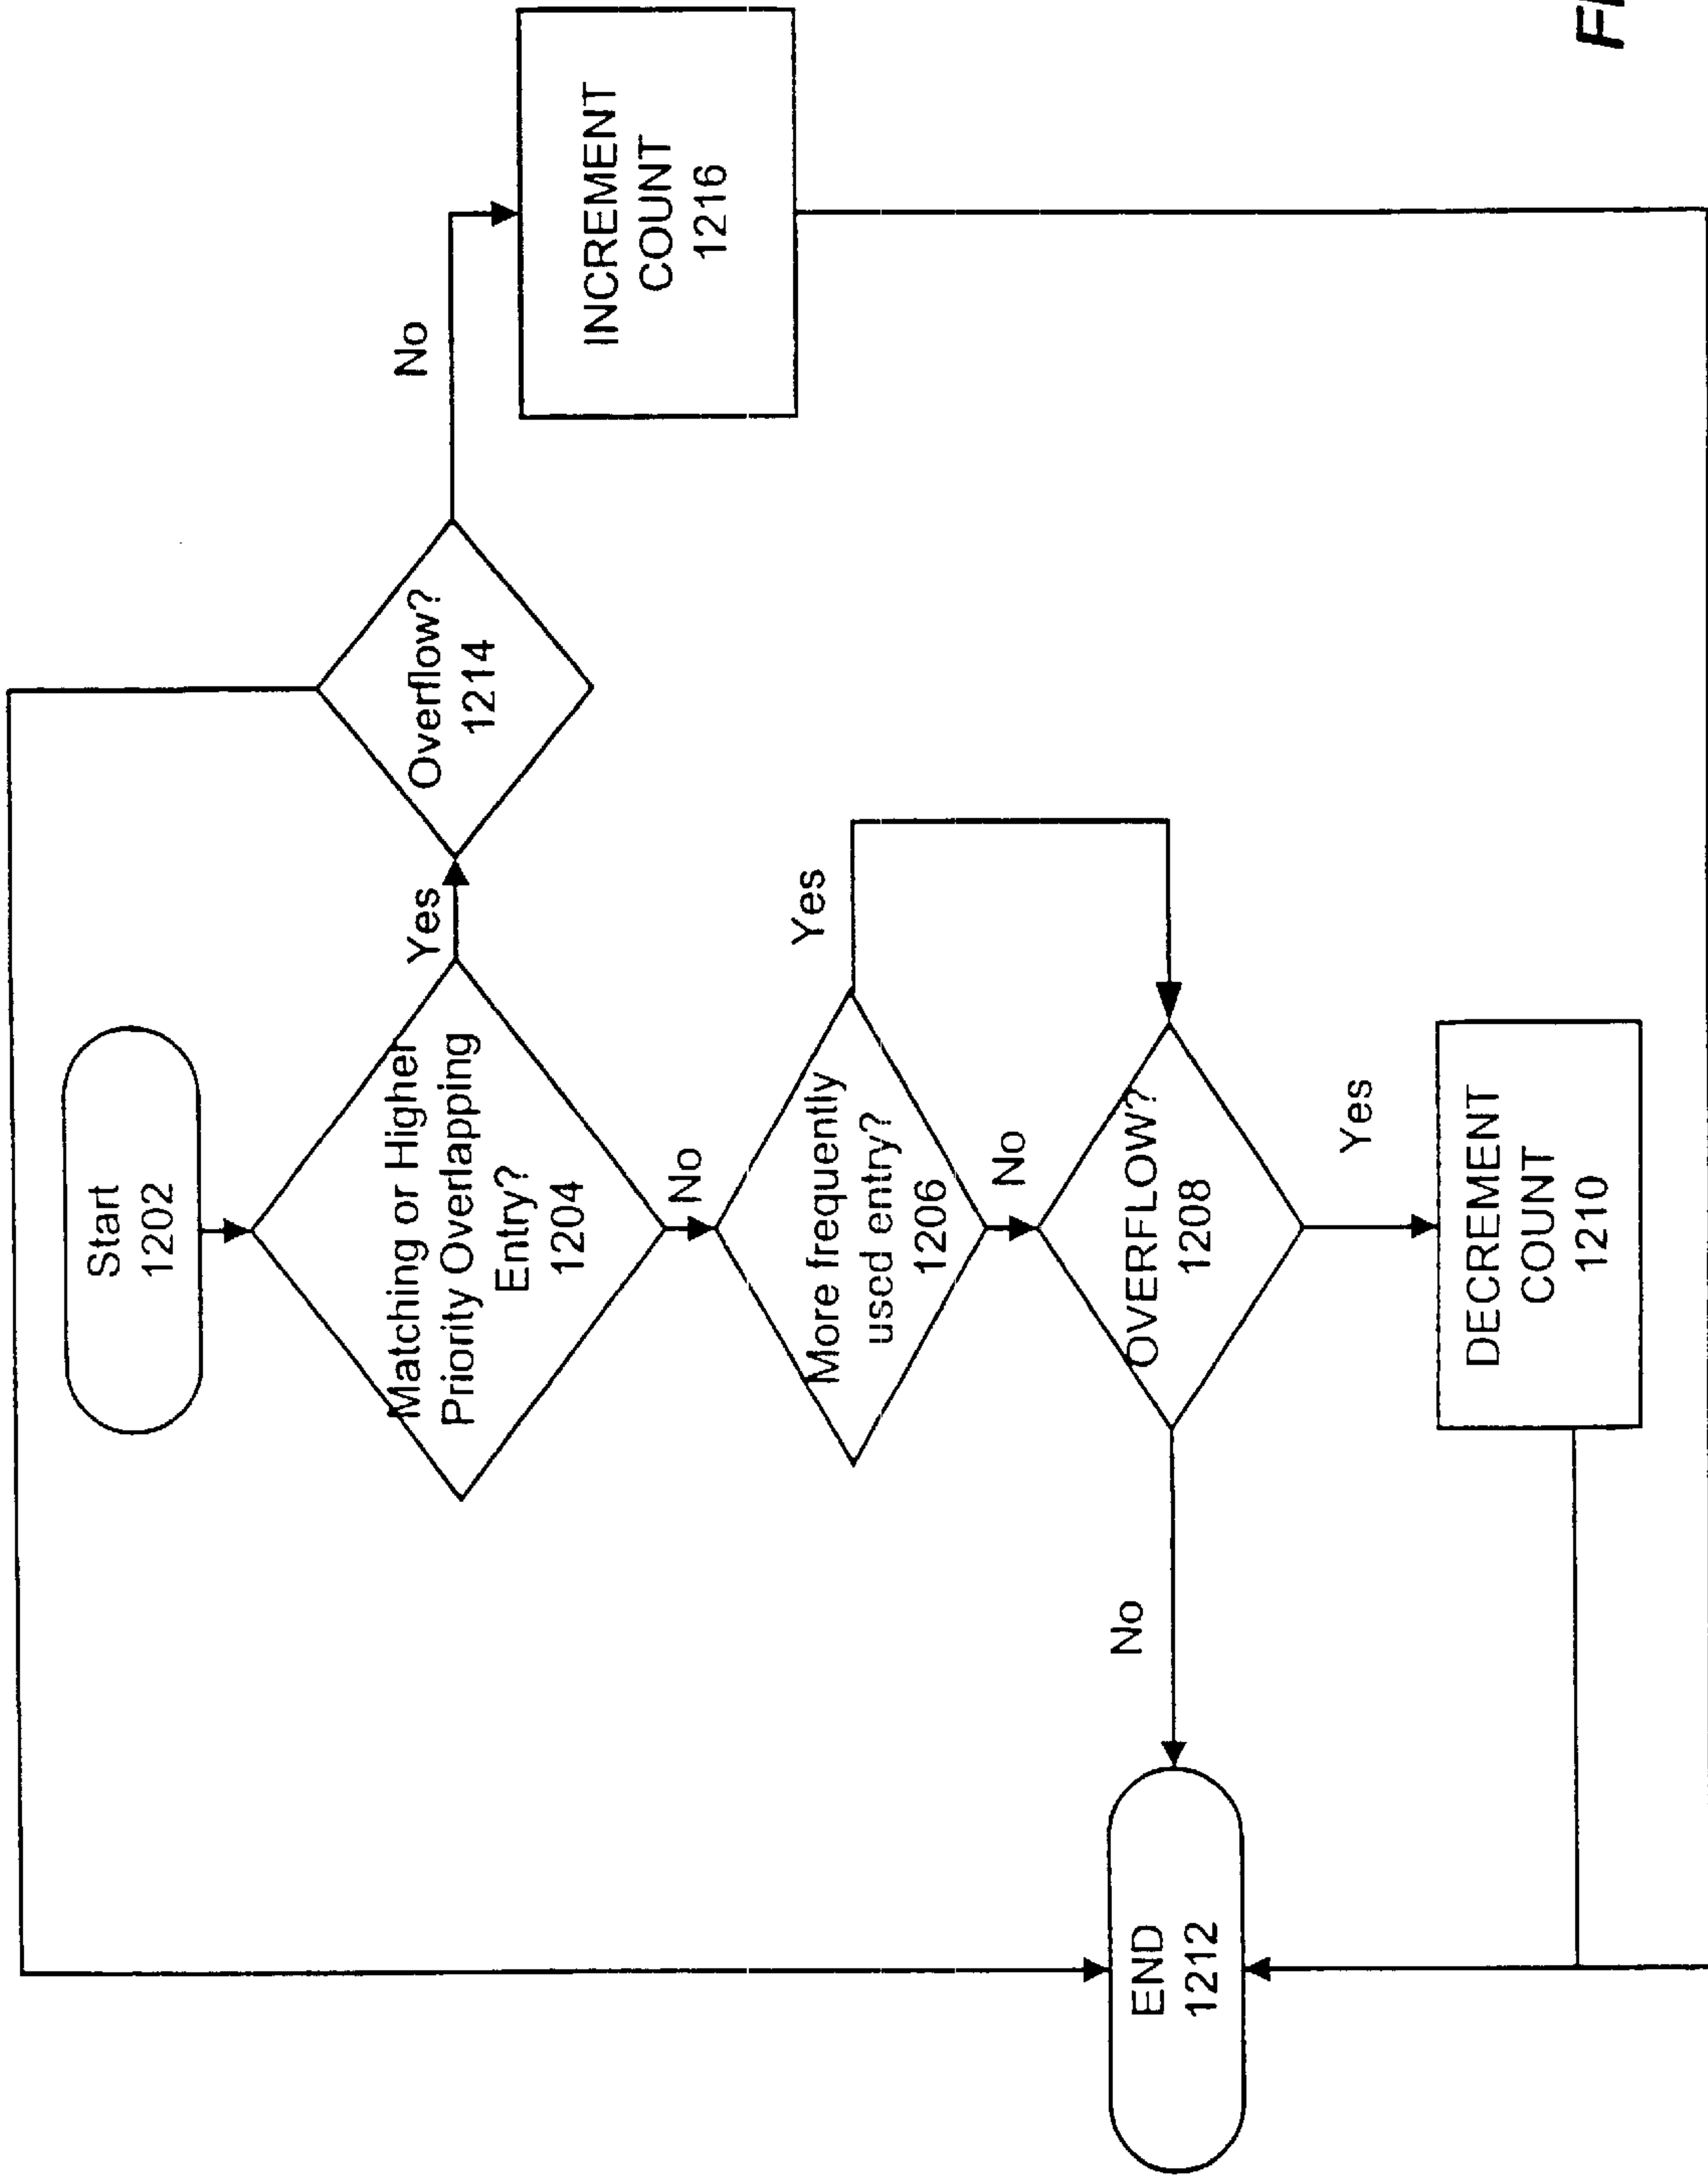 Start
1202
Matching or Higher
Priority Overlapping
Entry?
1204
Yes
Overflow?
1214
No
INCREMENT
COUNT
1216
No
More frequently
used entry?
1206
Yes
No
OVERFLOW?
1208
No
Yes
DECREMENT
COUNT
1210
END
1212